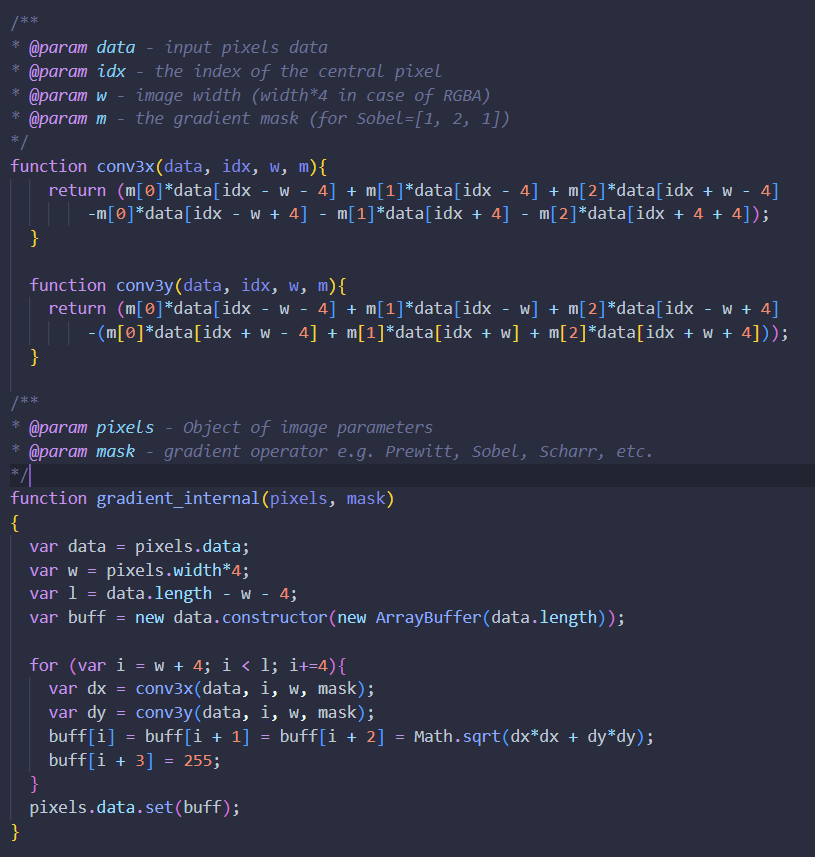 /**
* @param data - input pixels data
* @param idx - the index of the central pixel
* @param w - image width (width*4 in case of RGBA)
* @param m - the gradient mask (for Sobel=[1, 2, 1])
*/
function conv3x(data, idx, w, m){
    return (m[0]*data[idx - w - 4] + m[1]*data[idx - 4] + m[2]*data[idx + w - 4]
        -m[0]*data[idx - w + 4] - m[1]*data[idx + 4] - m[2]*data[idx + 4 + 4]);
  }

  function conv3y(data, idx, w, m){
    return (m[0]*data[idx - w - 4] + m[1]*data[idx - w] + m[2]*data[idx - w + 4]
        -(m[0]*data[idx + w - 4] + m[1]*data[idx + w] + m[2]*data[idx + w + 4]));
  }

/**
* @param pixels - Object of image parameters
* @param mask - gradient operator e.g. Prewitt, Sobel, Scharr, etc.
*/
function gradient_internal(pixels, mask)
{
  var data = pixels.data;
  var w = pixels.width*4;
  var l = data.length - w - 4;
  var buff = new data.constructor(new ArrayBuffer(data.length));

  for (var i = w + 4; i < l; i+=4){
    var dx = conv3x(data, i, w, mask);
    var dy = conv3y(data, i, w, mask);
    buff[i] = buff[i + 1] = buff[i + 2] = Math.sqrt(dx*dx + dy*dy);
    buff[i + 3] = 255;
  }
  pixels.data.set(buff);
}